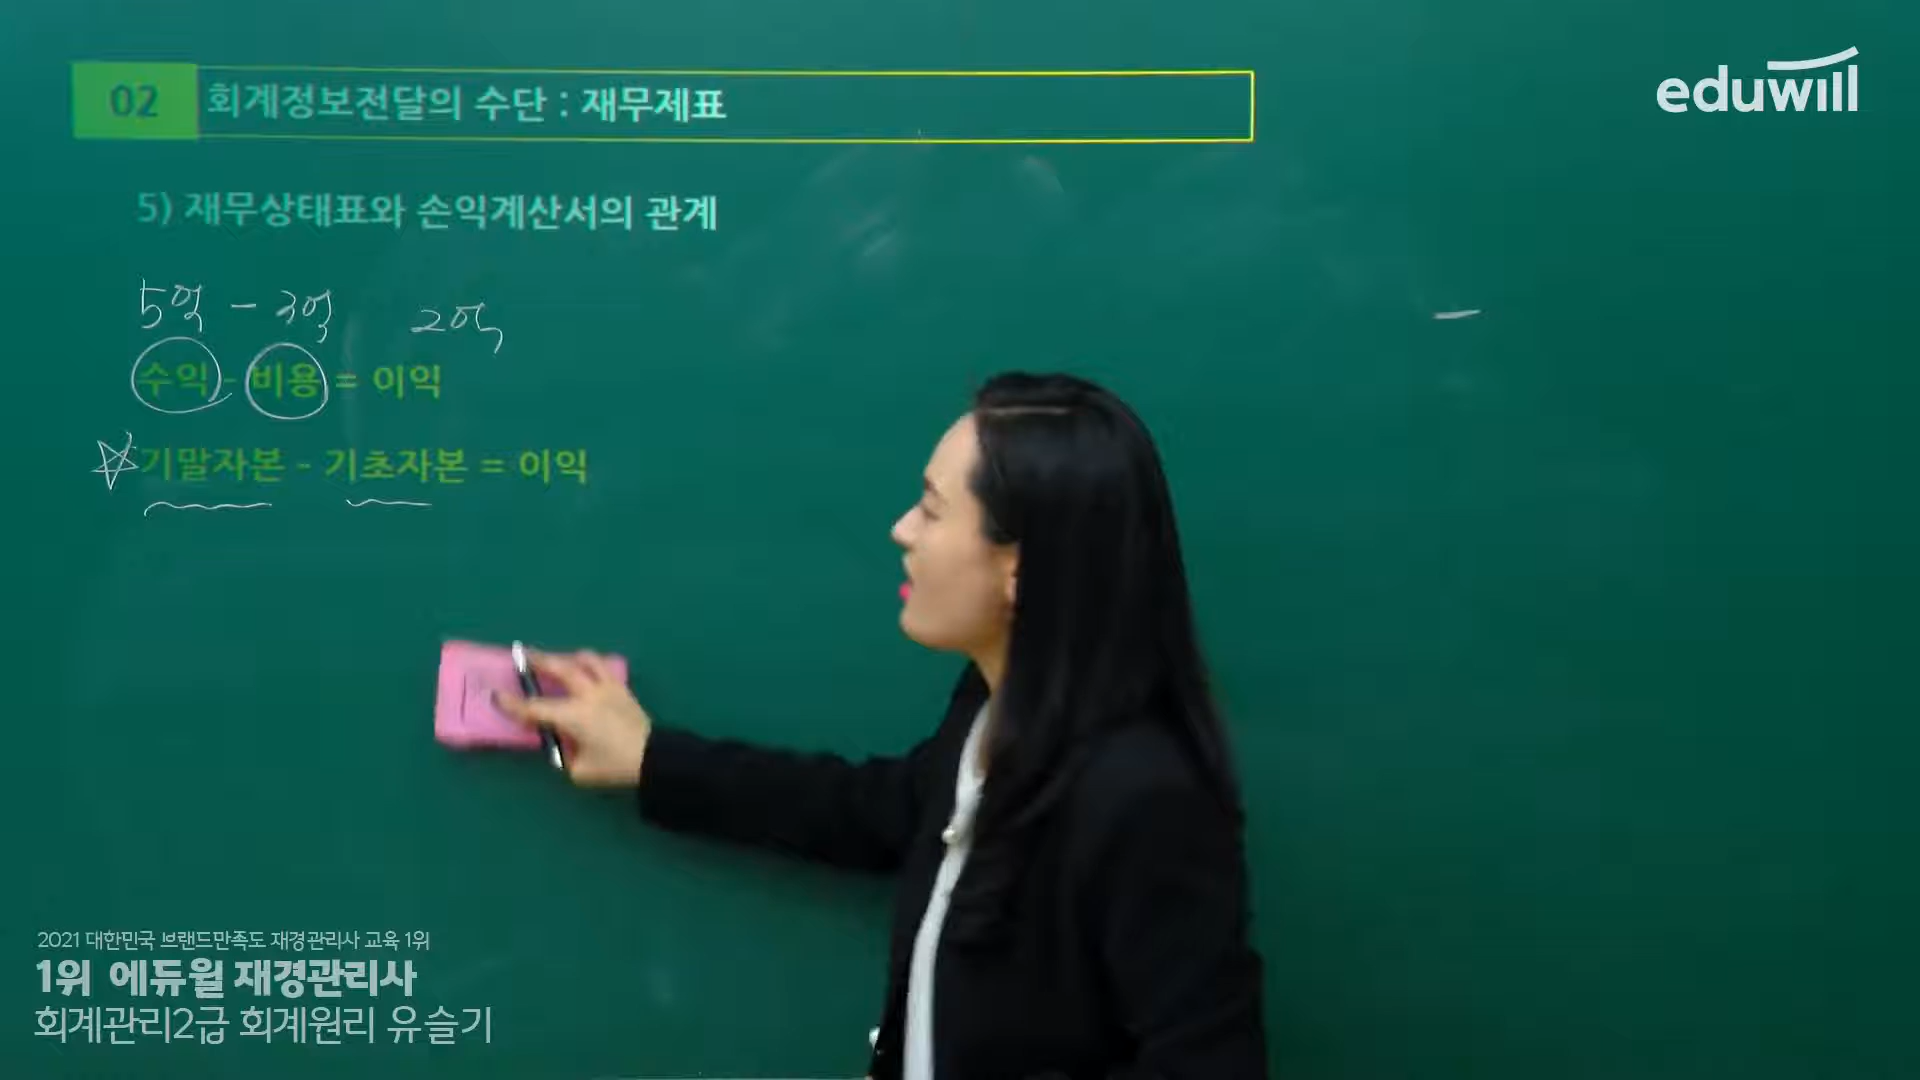 02 회계정보전달의 수단 : 재무제표
eduwill
5) 재무상태표와 손익계산서의 관계
5억 - 3억 2억
수익 - 비용 = 이익
기말자본 - 기초자본 = 이익
2021 대한민국 브랜드만족도 재경관리사 교육 1위
1위 에듀윌 재경관리사
회계관리2급 회계원리 유슬기